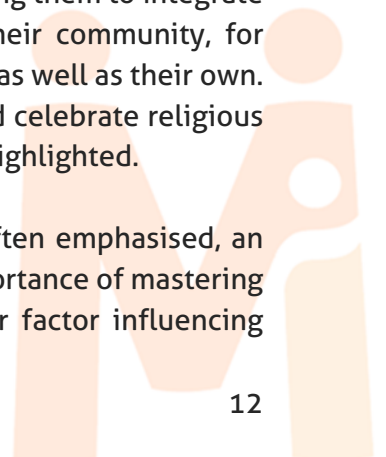 ng them to integrate
heir community, for
as well as their own.
d celebrate religious
ighlighted.
ften emphasised, an
ortance of mastering
r factor influencing
12